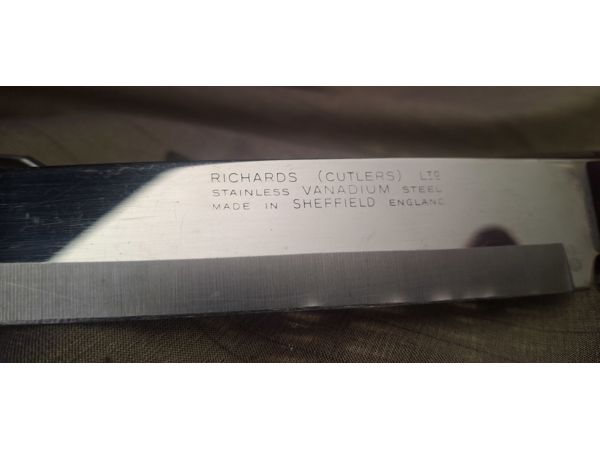 RICHARDS (CUTLERS) LTD
STAINLESS VANADIUM STEEL
MADE IN SHEFFIELD ENGLAND